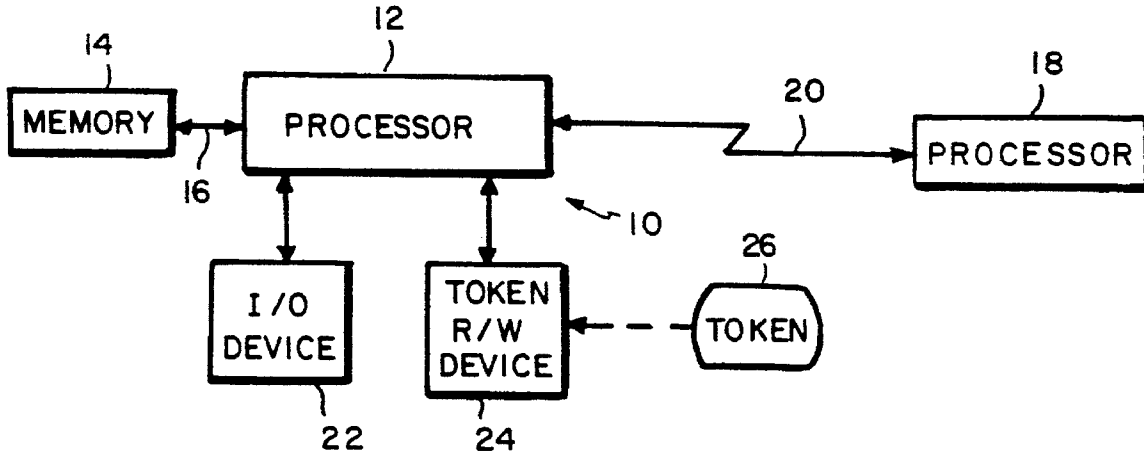 12
14
18
MEMORY
PROCESSOR
20
PROCESSOR
16
10
26
I/O
DEVICE
TOKEN
R/W
DEVICE
TOKEN
22
24